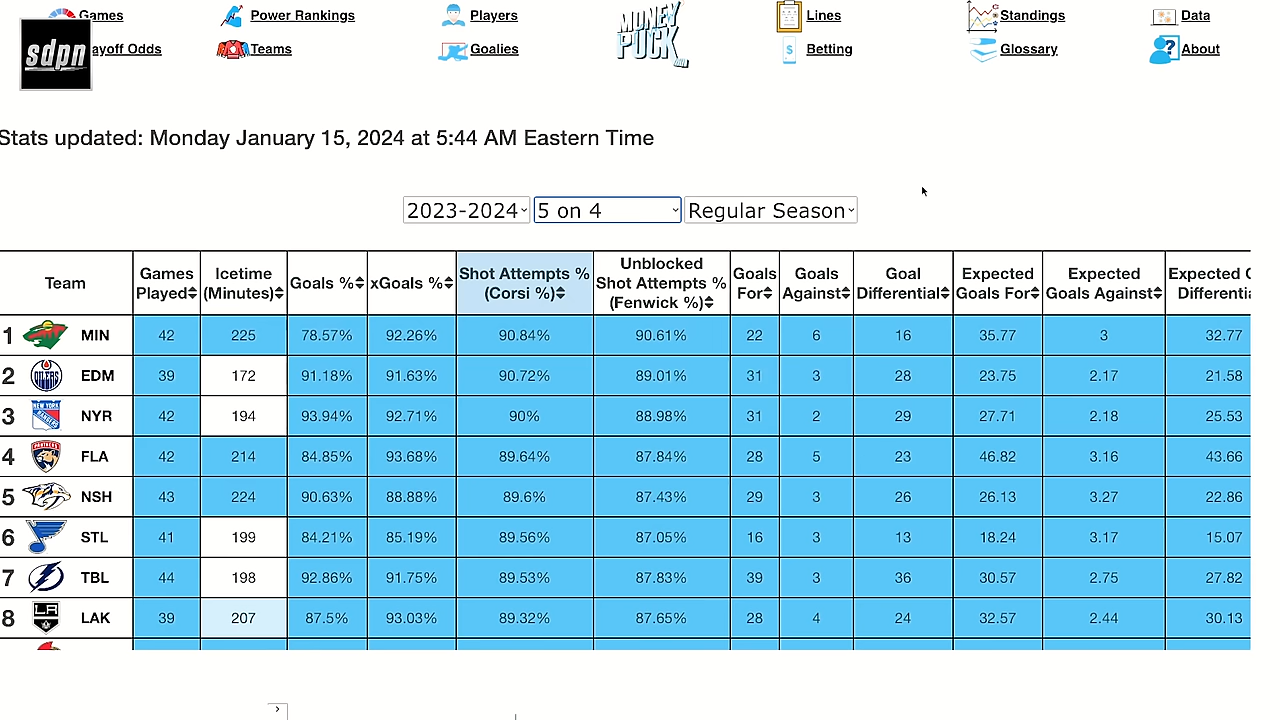 Games Power Rankings Players MONEY PUCK Lines Standings Data
sdpn ayoff Odds Teams Goalies $ Betting Glossary ? About
Stats updated: Monday January 15, 2024 at 5:44 AM Eastern Time
2023-2024 5 on 4 Regular Season
Team Games Played Icetime (Minutes) Goals % xGoals % Shot Attempts % (Corsi %) Unblocked Shot Attempts % (Fenwick %) Goals For Goals Against Goal Differential Expected Goals For Expected Goals Against Expected G Differentia
1 MIN 42 225 78.57% 92.26% 90.84% 90.61% 22 6 16 35.77 3 32.77
2 OILERS EDM 39 172 91.18% 91.63% 90.72% 89.01% 31 3 28 23.75 2.17 21.58
3 NEW YORK RANGERS NYR 42 194 93.94% 92.71% 90% 88.98% 31 2 29 27.71 2.18 25.53
4 PANTHERS FLA 42 214 84.85% 93.68% 89.64% 87.84% 28 5 23 46.82 3.16 43.66
5 NSH 43 224 90.63% 88.88% 89.6% 87.43% 29 3 26 26.13 3.27 22.86
6 STL 41 199 84.21% 85.19% 89.56% 87.05% 16 3 13 18.24 3.17 15.07
7 TBL 44 198 92.86% 91.75% 89.53% 87.83% 39 3 36 30.57 2.75 27.82
8 LA LAK 39 207 87.5% 93.03% 89.32% 87.65% 28 4 24 32.57 2.44 30.13